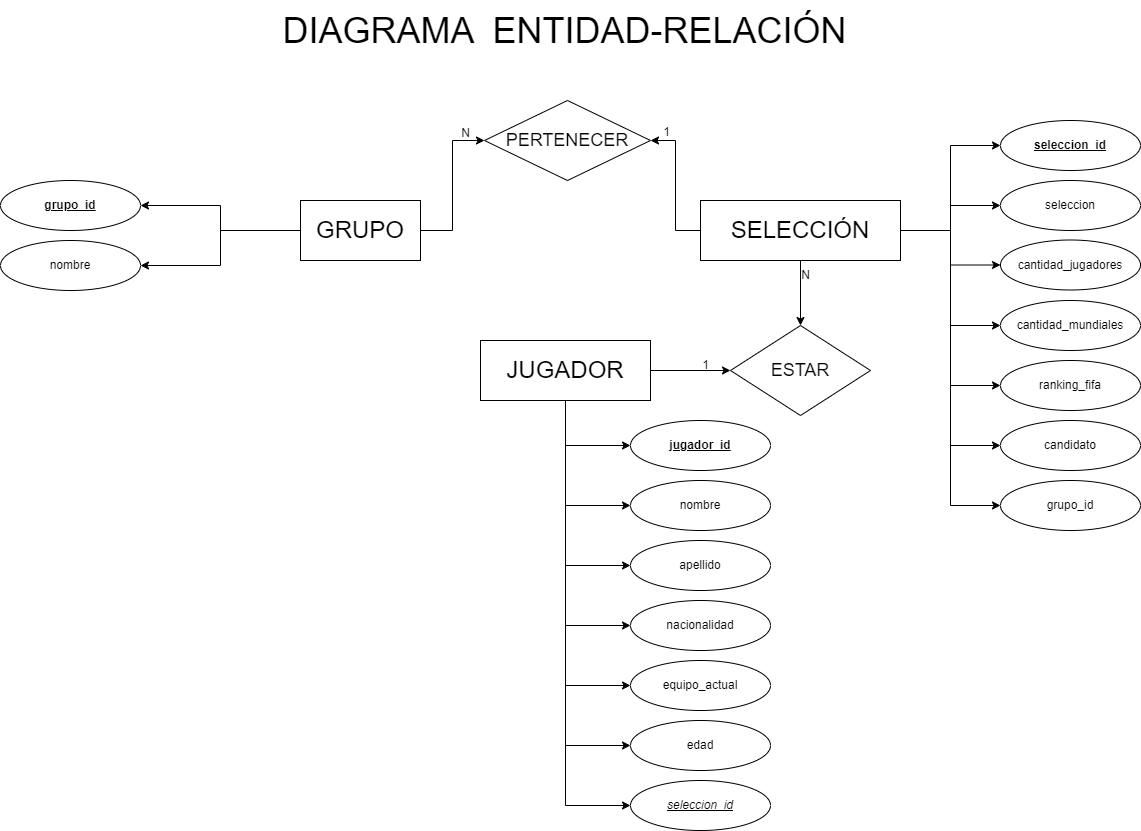 DIAGRAMA ENTIDAD-RELACIÓN
N
PERTENECER
1
grupo_id
nombre
GRUPO
SELECCIÓN
seleccion_id
seleccion
cantidad_jugadores
cantidad_mundiales
ranking_fifa
candidato
grupo_id
N
JUGADOR
1
ESTAR
jugador_id
nombre
apellido
nacionalidad
equipo_actual
edad
seleccion_id